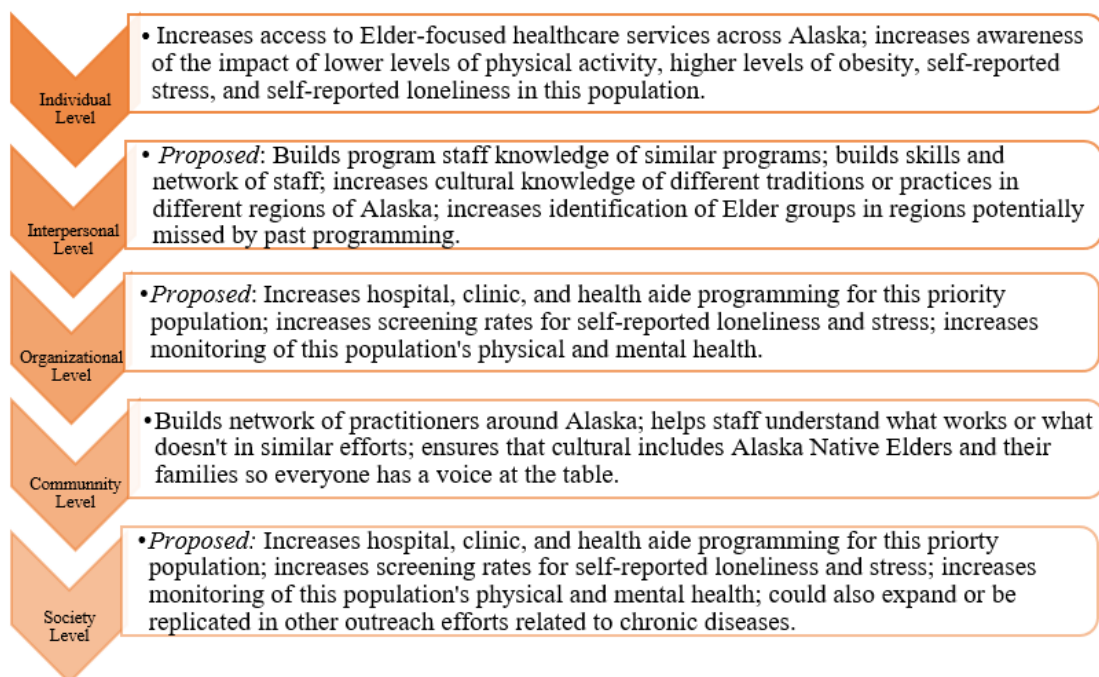 • Increases access to Elder-focused healthcare services across Alaska; increases awareness
of the impact of lower levels of physical activity, higher levels of obesity, self-reported
stress, and self-reported loneliness in this population.
Individual
Level
• Proposed: Builds program staff knowledge of similar programs; builds skills and
network of staff; increases cultural knowledge of different traditions or practices in
different regions of Alaska; increases identification of Elder groups in regions potentially
missed by past programming.
Interpersonal
Level
•Proposed: Increases hospital, clinic, and health aide programming for this priority
population; increases screening rates for self-reported loneliness and stress; increases
monitoring of this population's physical and mental health.
Organizational
Level
•Builds network of practitioners around Alaska; helps staff understand what works or what
doesn't in similar efforts; ensures that cultural includes Alaska Native Elders and their
families so everyone has a voice at the table.
Communnity
Level
•Proposed: Increases hospital, clinic, and health aide programming for this priorty
population; increases screening rates for self-reported loneliness and stress; increases
monitoring of this population's physical and mental health; could also expand or be
replicated in other outreach efforts related to chronic diseases.
Society
Level